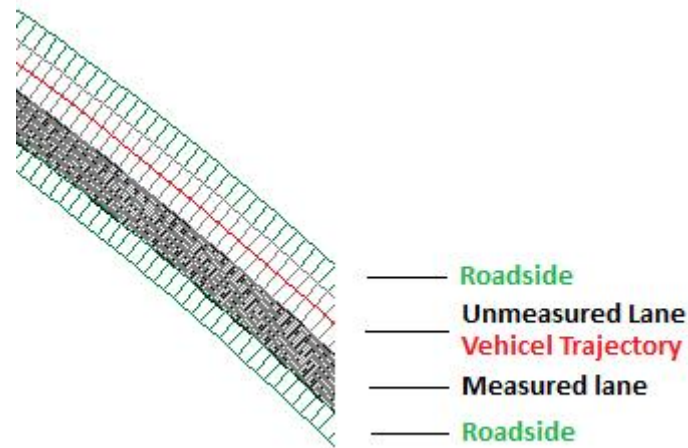 Roadside
Unmeasured Lane
Vehicel Trajectory
Measured lane
Roadside